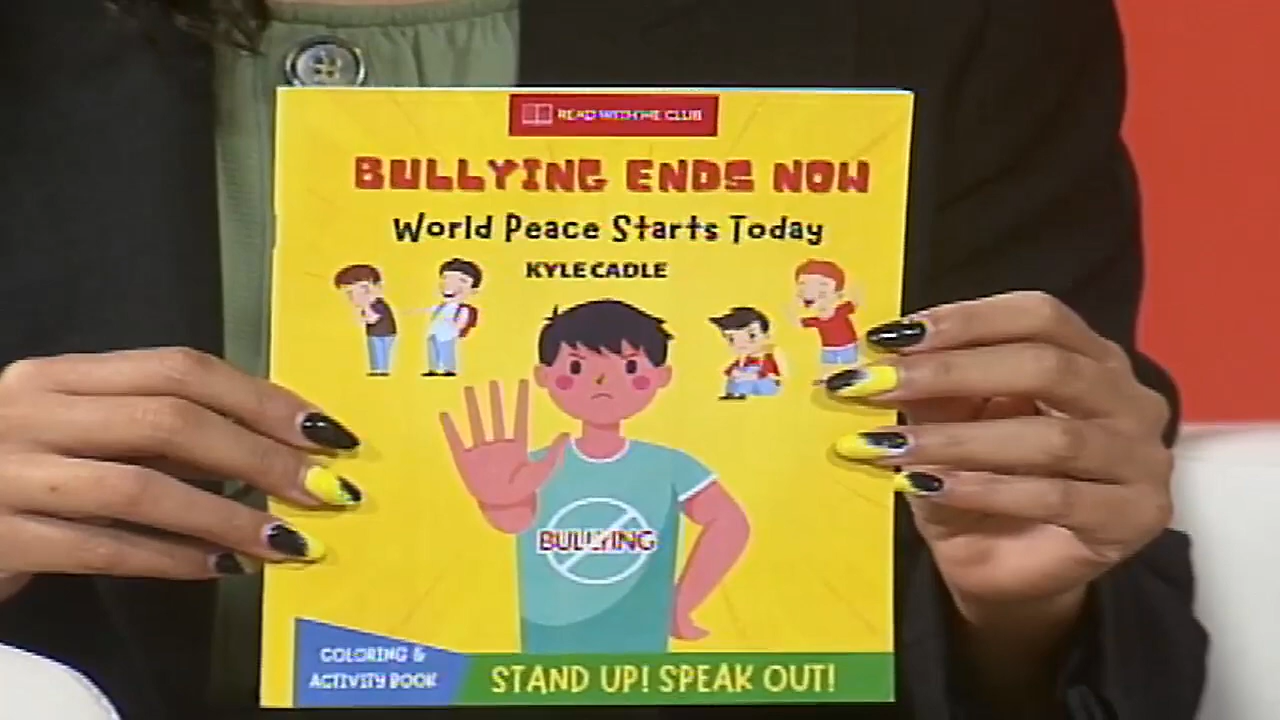 READ WITH ME CLUB
BULLYING ENDS NOW
World Peace Starts Today
KYLE CADLE
BULLYING
COLORING &
ACTIVITY BOOK
STAND UP! SPEAK OUT!